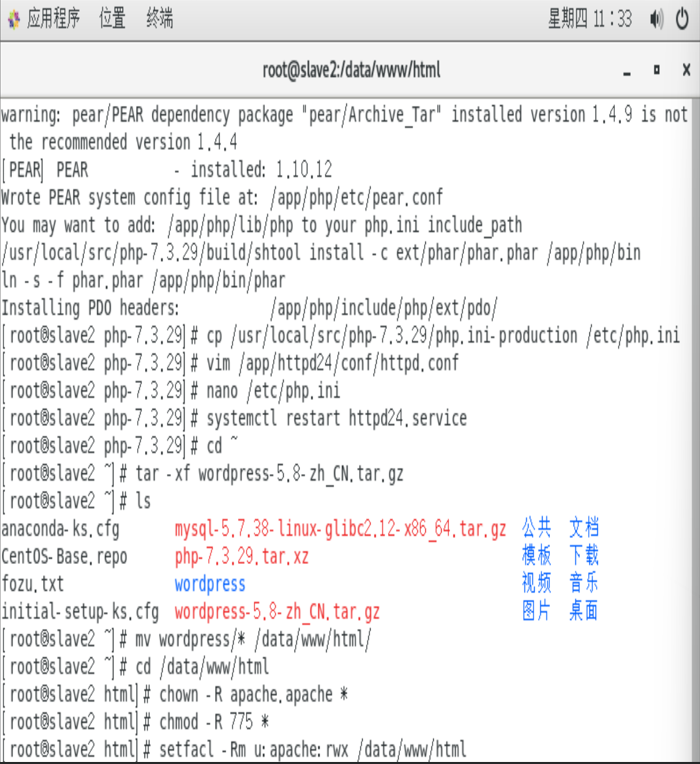 应用程序 位置 终端 星期四 11:33
root@slave2:/data/www/html
warning: pear/PEAR dependency package "pear/Archive_Tar" installed version 1.4.9 is not
 the recommended version 1.4.4
[PEAR] PEAR           - installed: 1.10.12
Wrote PEAR system config file at: /app/php/etc/pear.conf
You may want to add: /app/php/lib/php to your php.ini include_path
/usr/local/src/php-7.3.29/build/shtool install -c ext/phar/phar.phar /app/php/bin
ln -s -f phar.phar /app/php/bin/phar
Installing PDO headers:           /app/php/include/php/ext/pdo/
[root@slave2 php-7.3.29]# cp /usr/local/src/php-7.3.29/php.ini-production /etc/php.ini
[root@slave2 php-7.3.29]# vim /app/httpd24/conf/httpd.conf
[root@slave2 php-7.3.29]# nano /etc/php.ini
[root@slave2 php-7.3.29]# systemctl restart httpd24.service
[root@slave2 php-7.3.29]# cd ~
[root@slave2 ~]# tar -xf wordpress-5.8-zh_CN.tar.gz
[root@slave2 ~]# ls
anaconda-ks.cfg       mysql-5.7.38-linux-glibc2.12-x86_64.tar.gz  公共  文档
CentOS-Base.repo      php-7.3.29.tar.xz                           模板  下载
fozu.txt              wordpress                                   视频  音乐
initial-setup-ks.cfg  wordpress-5.8-zh_CN.tar.gz                  图片  桌面
[root@slave2 ~]# mv wordpress/* /data/www/html/
[root@slave2 ~]# cd /data/www/html
[root@slave2 html]# chown -R apache.apache *
[root@slave2 html]# chmod -R 775 *
[root@slave2 html]# setfacl -Rm u:apache:rwx /data/www/html